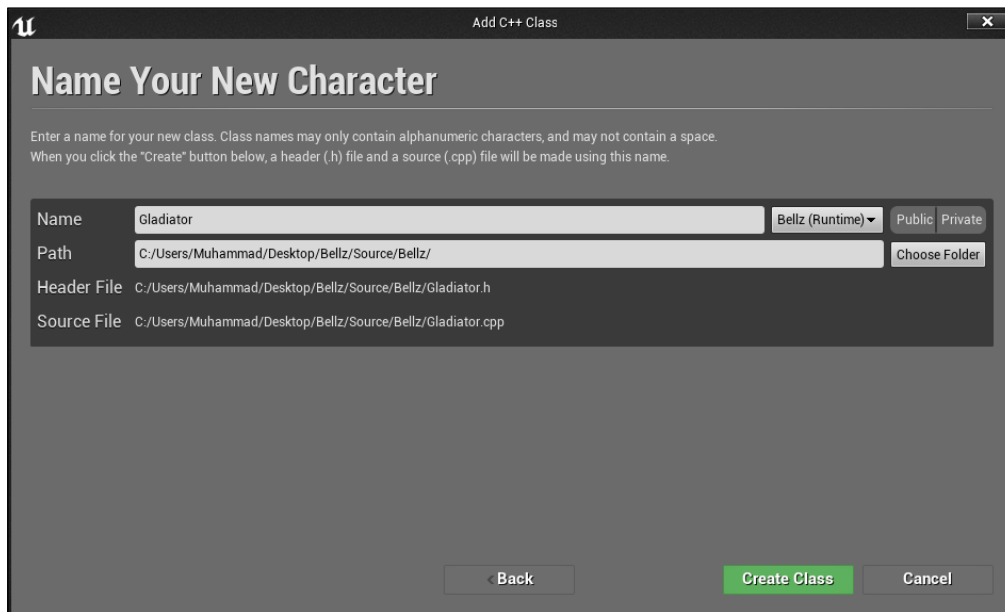 Add C++ Class
Name Your New Character
Enter a name for your new class. Class names may only contain alphanumeric characters, and may not contain a space.
When you click the "Create" button below, a header (.h) file and a source (.cpp) file will be made using this name.
Name Gladiator Bellz (Runtime) Public Private
Path C:/Users/Muhammad/Desktop/Bellz/Source/Bellz/ Choose Folder
Header File C:/Users/Muhammad/Desktop/Bellz/Source/Bellz/Gladiator.h
Source File C:/Users/Muhammad/Desktop/Bellz/Source/Bellz/Gladiator.cpp
Back Create Class Cancel